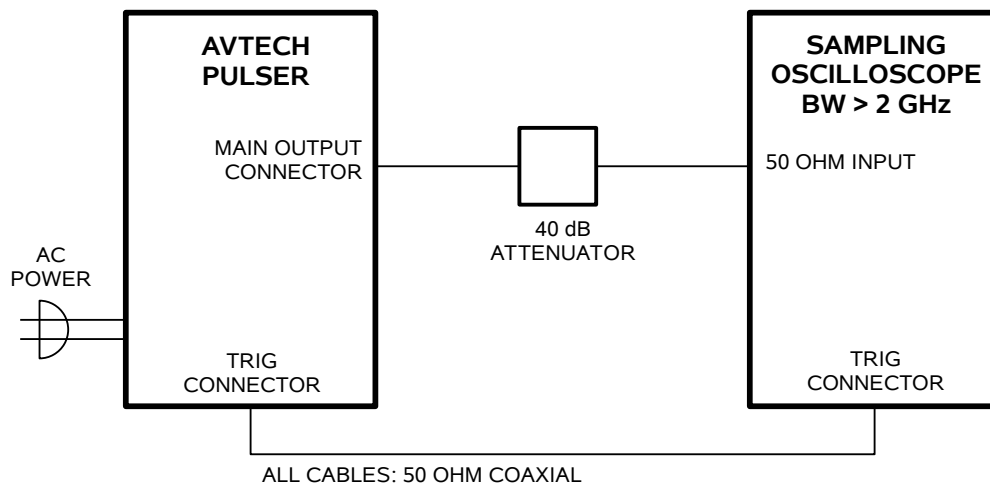 AVTECH
PULSER
SAMPLING
OSCILLOSCOPE
BW > 2 GHz
MAIN OUTPUT
CONNECTOR
50 OHM INPUT
40 dB
ATTENUATOR
AC
POWER
TRIG
CONNECTOR
TRIG
CONNECTOR
ALL CABLES: 50 OHM COAXIAL